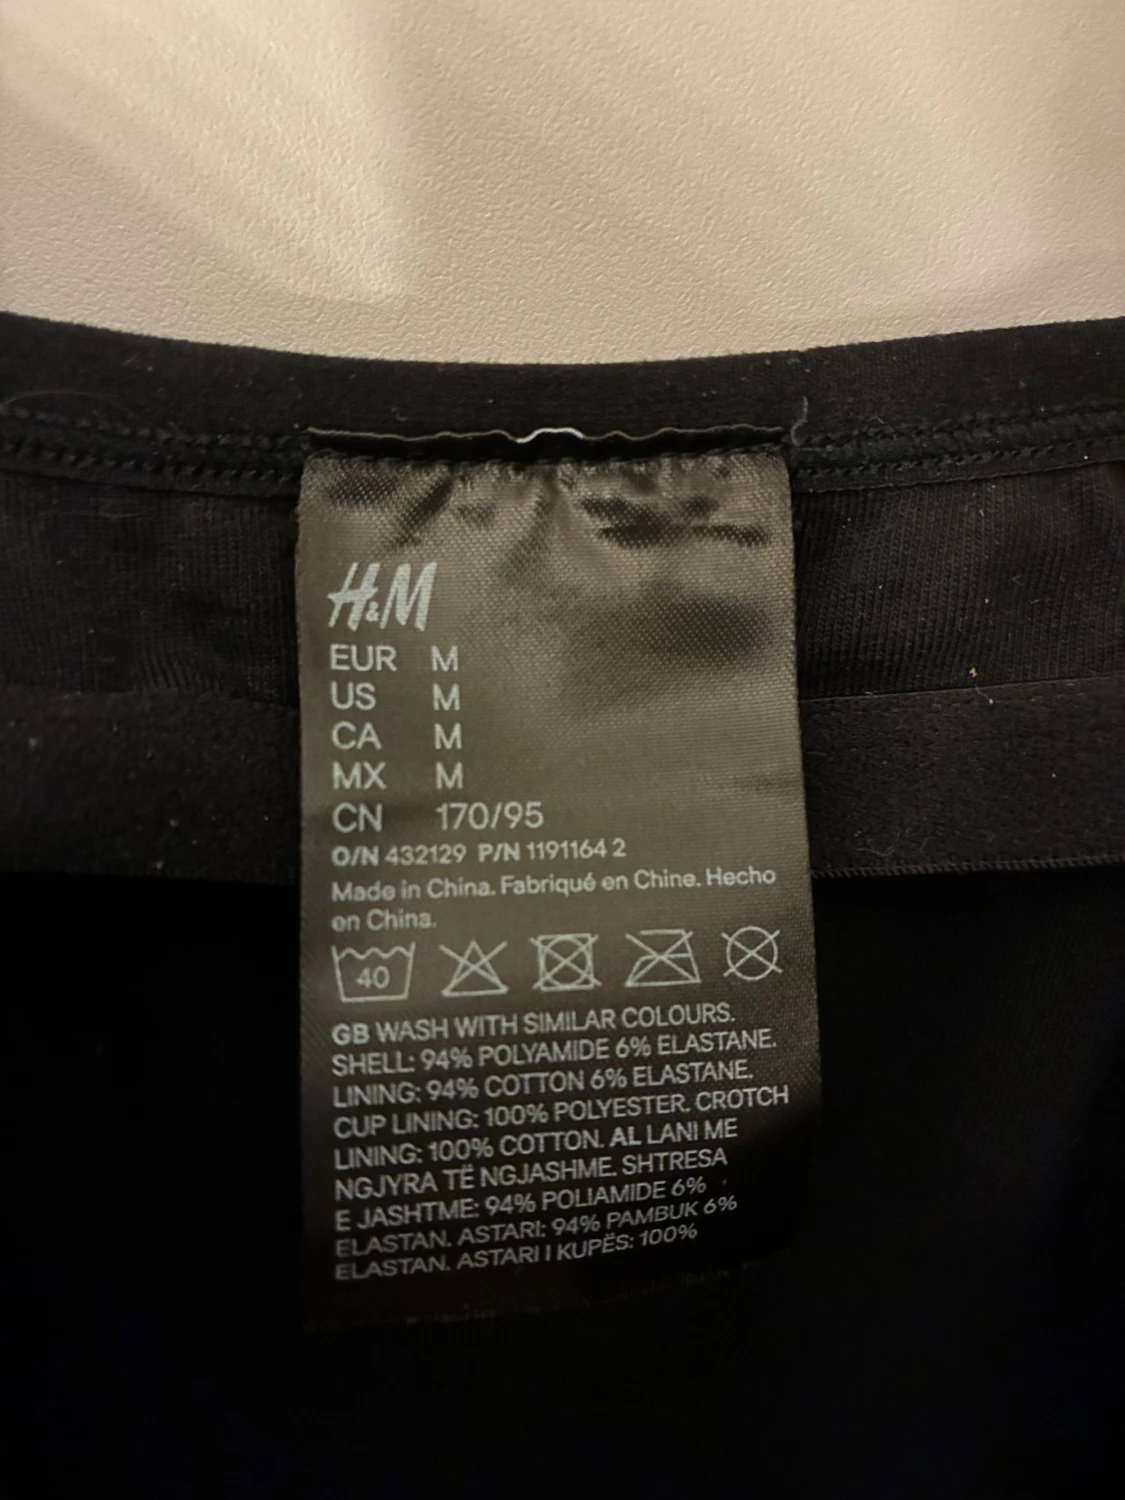 H&M
EUR M
US M
CA M
MX M
CN 170/95
O/N 432129 P/N 1191164 2
Made in China. Fabriqué en Chine. Hecho
en China.
40
GB WASH WITH SIMILAR COLOURS.
SHELL: 94% POLYAMIDE 6% ELASTANE.
LINING: 94% COTTON 6% ELASTANE.
CUP LINING: 100% POLYESTER. CROTCH
LINING: 100% COTTON. AL LANI ME
NGJYRA TË NGJASHME. SHTRESA
E JASHTME: 94% POLIAMIDE 6%
ELASTAN. ASTARI: 94% PAMBUK 6%
ELASTAN. ASTARI I KUPËS: 100%